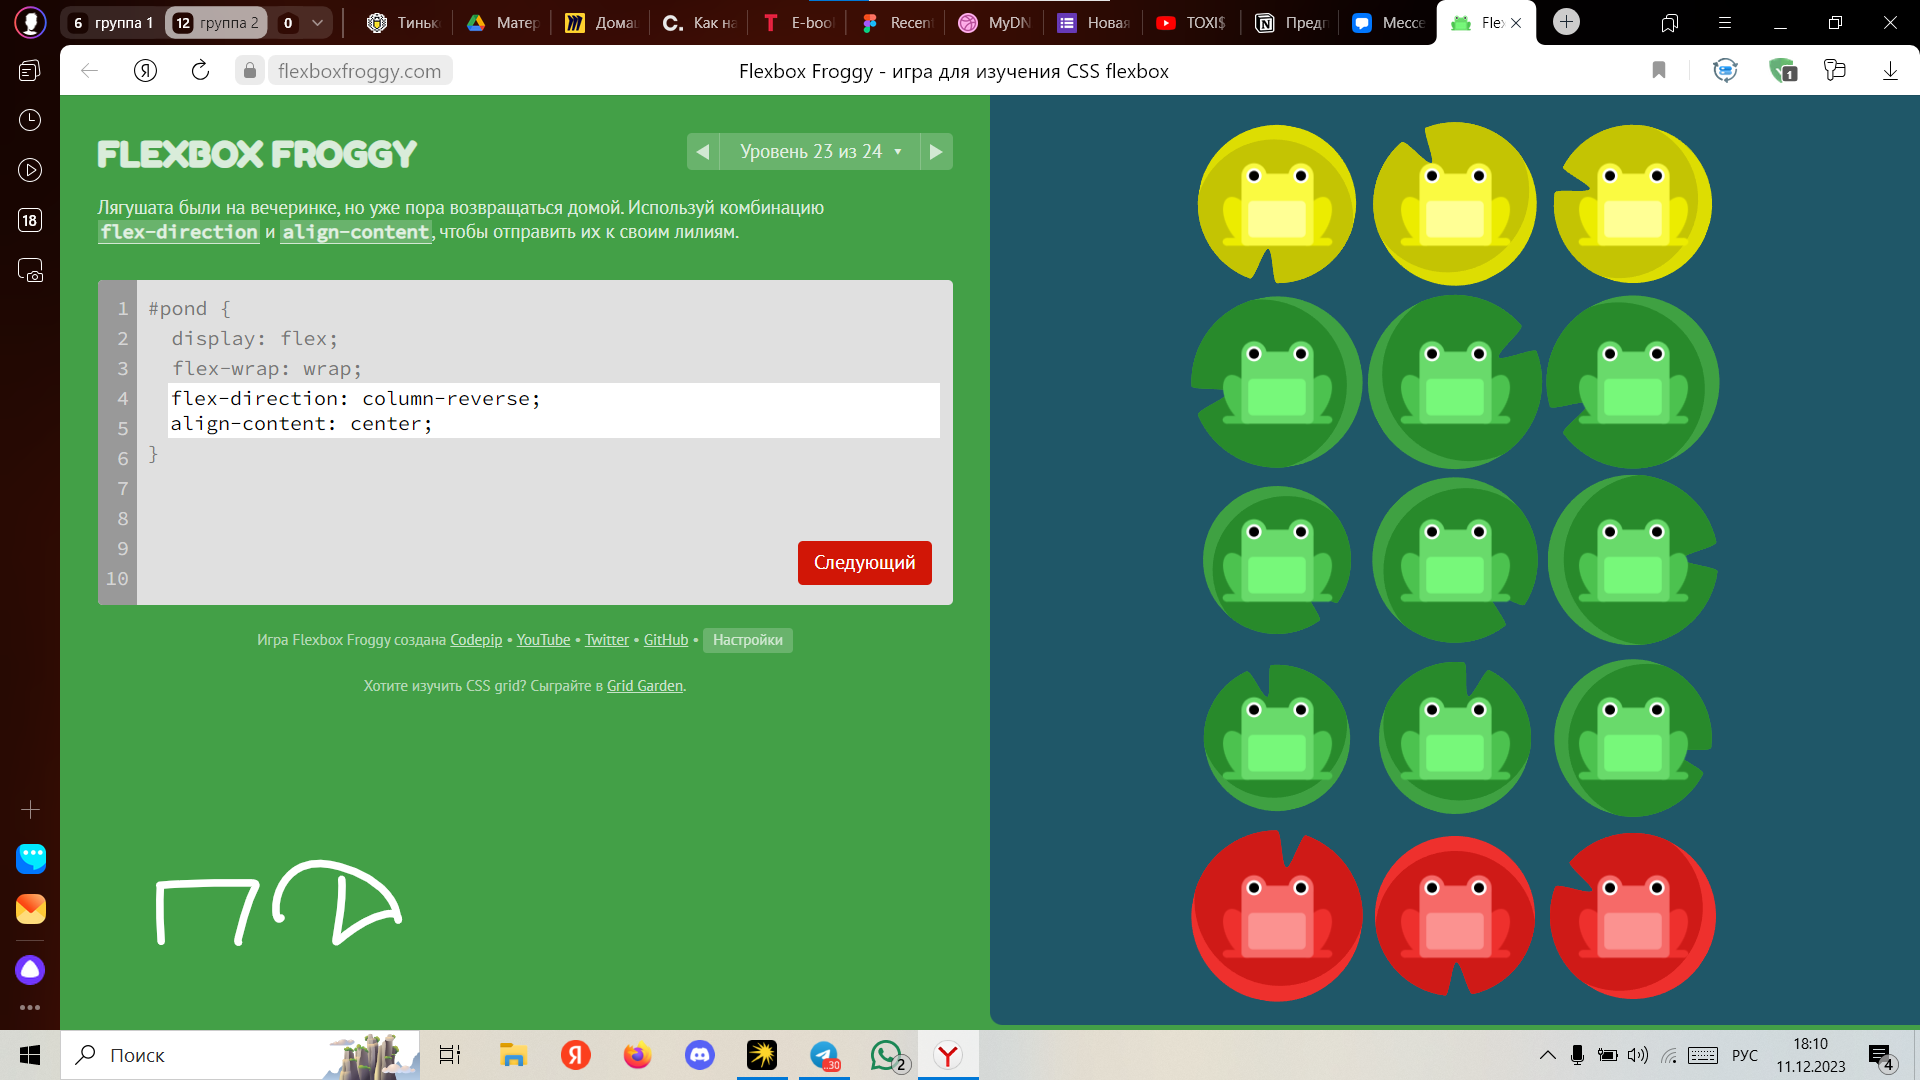 6 группа 1 12 группа 2 0 Тинь Матер Домаш C. Как на T E-boo Recen MyDN Новая TOXI$ Предп Мессе Flex
Я flexboxfroggy.com Flexbox Froggy - игра для изучения CSS flexbox 1
18
FLEXBOX FROGGY
◀ Уровень 23 из 24 ▼ ▶
Лягушата были на вечеринке, но уже пора возвращаться домой. Используй комбинацию
flex-direction и align-content, чтобы отправить их к своим лилиям.
1 #pond {
2 display: flex;
3 flex-wrap: wrap;
4 flex-direction: column-reverse;
5 align-content: center;
6 }
7
8
9
10
Следующий
Игра Flexbox Froggy создана Codepip • YouTube • Twitter • GitHub • Настройки
Хотите изучить CSS grid? Сыграйте в Grid Garden.
Поиск Я ..30 2 Y РУС 18:10
11.12.2023 4